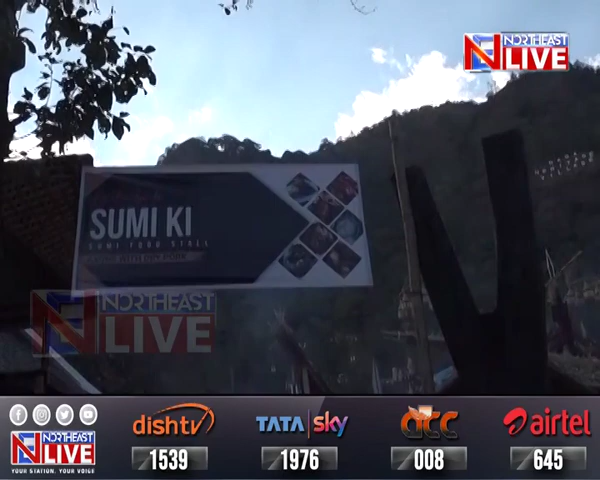 NORTHEAST
LIVE
SUMI KI
SUMI FOOD STALL
NORTHEAST
LIVE
dishtv
1539
TATA sky
1976
acc
008
airtel
645
NORTHEAST
LIVE
YOUR STATION. YOUR VOICE